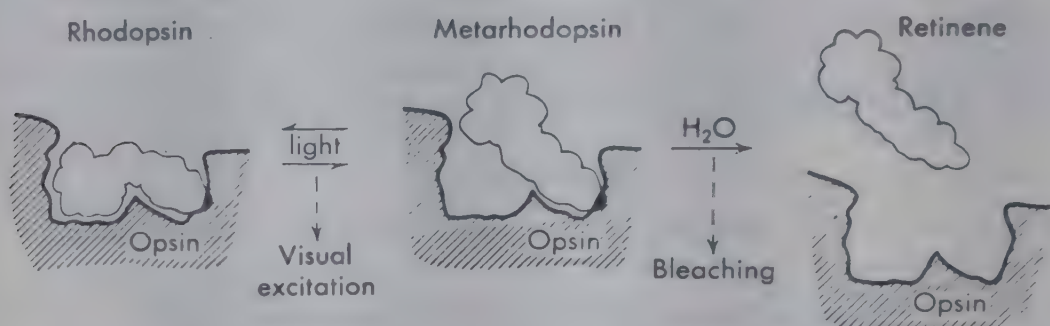 Rhodopsin
Metarhodopsin
Retinene
light
H₂O
Opsin
Opsin
Visual
excitation
Bleaching
Opsin